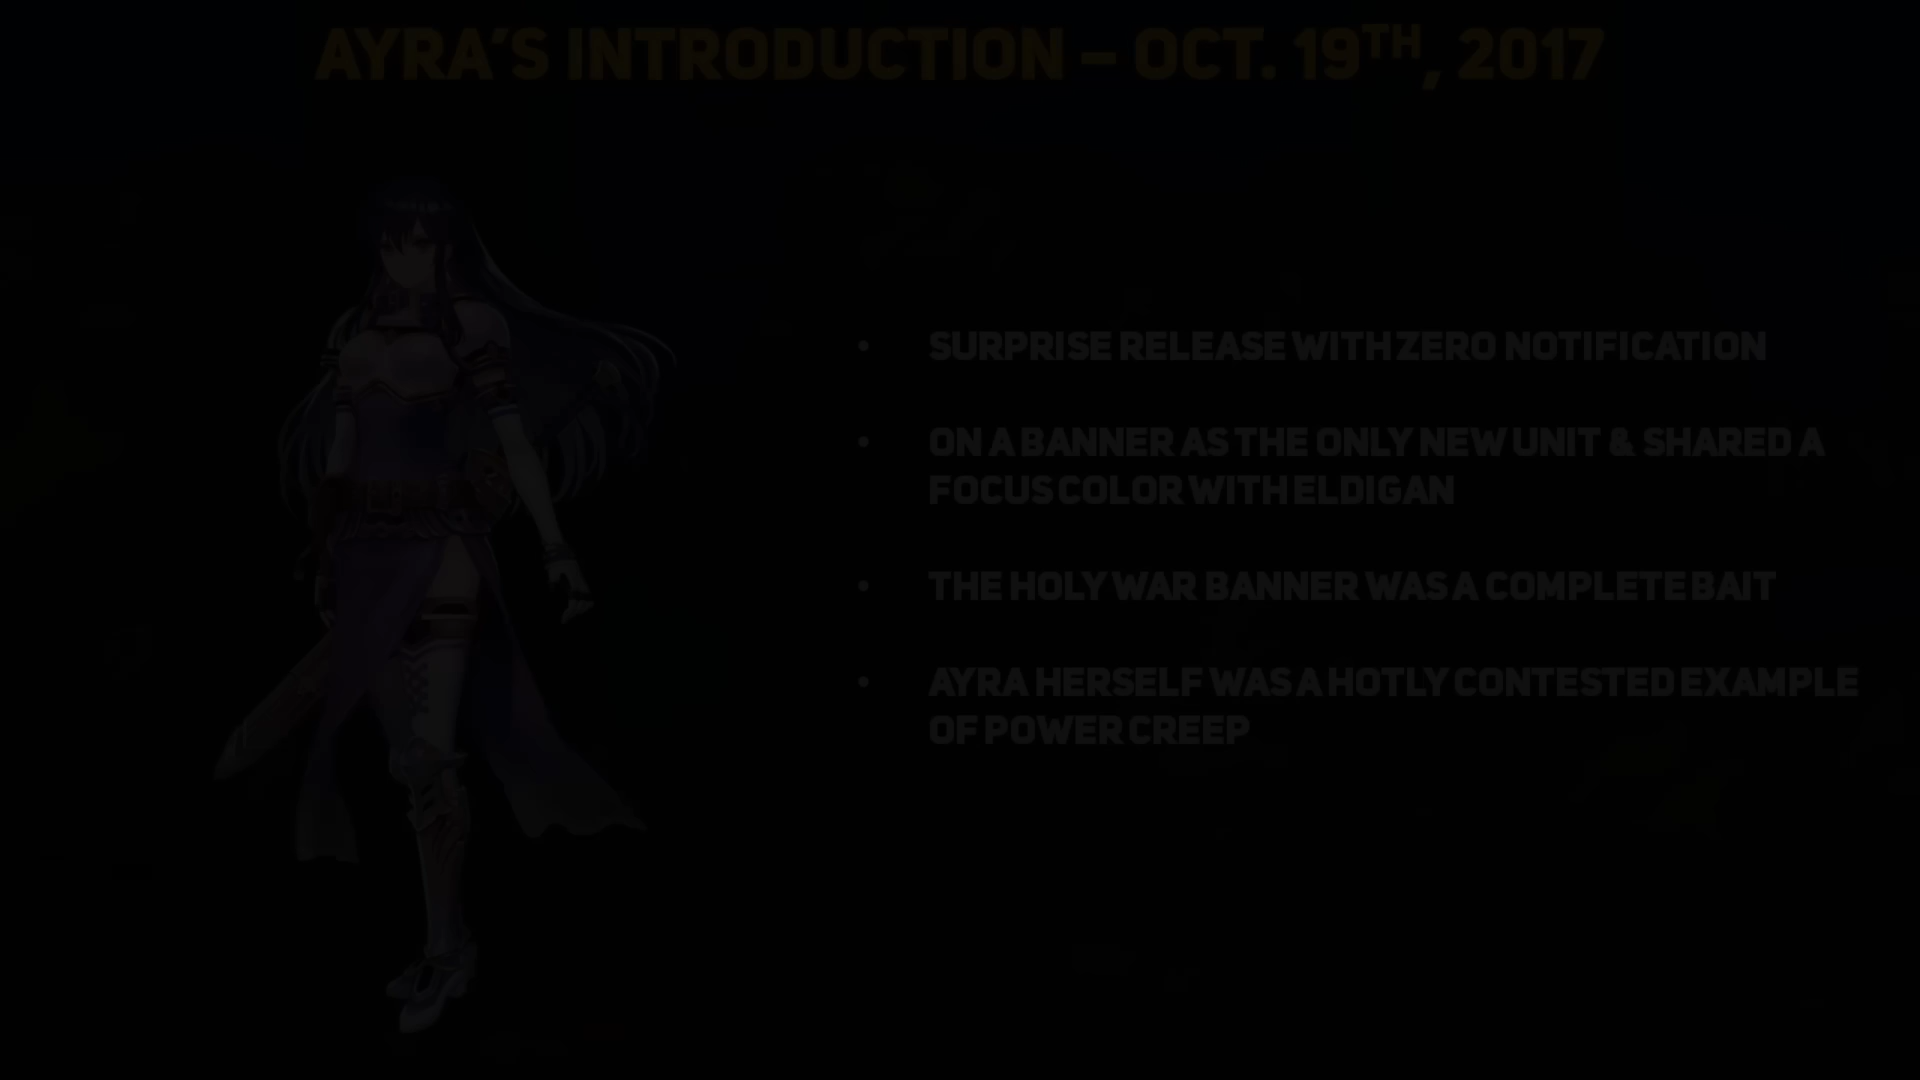 AYRA'S INTRODUCTION – OCT. 19TH, 2017
• SURPRISE RELEASE WITH ZERO NOTIFICATION
• ON A BANNER AS THE ONLY NEW UNIT & SHARED A
FOCUS COLOR WITH ELDIGAN
• THE HOLY WAR BANNER WAS A COMPLETE BAIT
• AYRA HERSELF WAS A HOTLY CONTESTED EXAMPLE
OF POWER CREEP